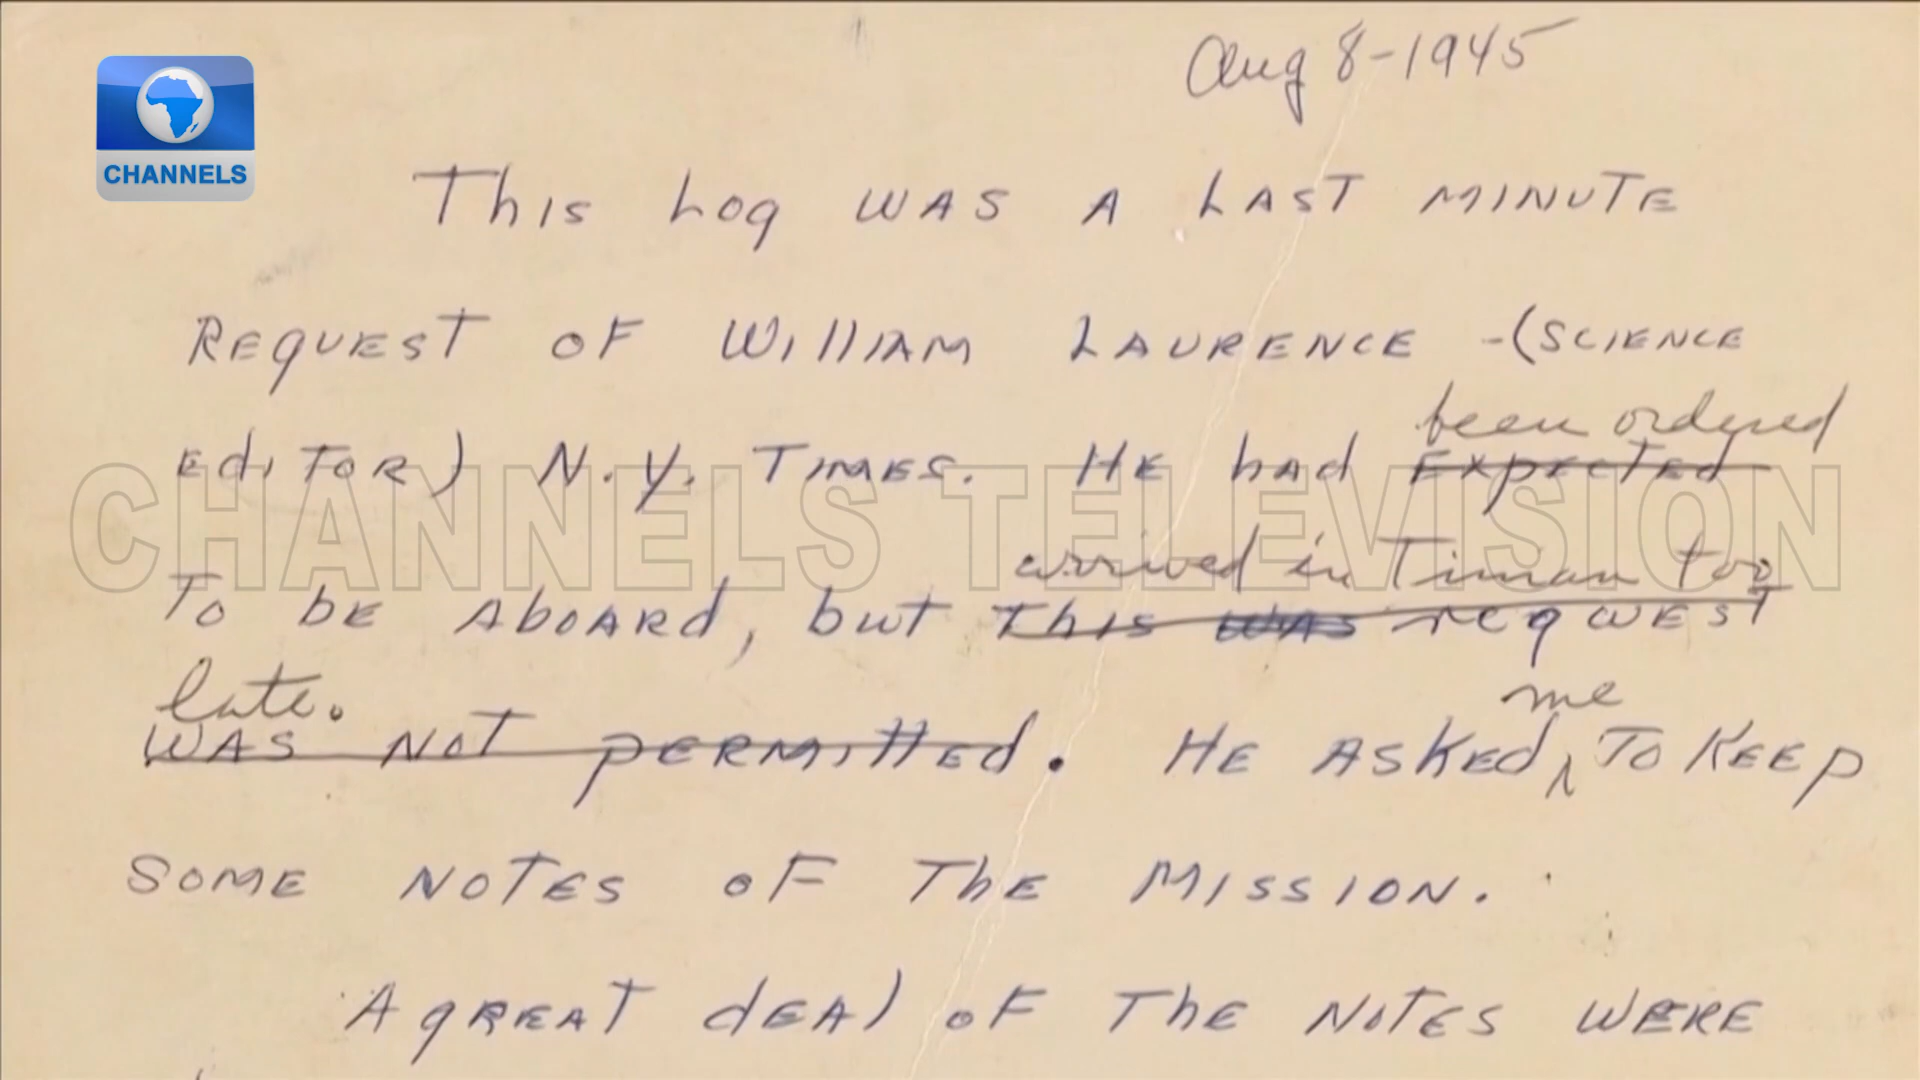 Aug 8-1945
CHANNELS
This Log was a Last minute
Request of William Laurence -(Science
been ordered
editor) N.Y. Times. He had expected
CHANNELS TELEVISION
arrived in Tinian too
To be aboard, but this was request
late. me
was not permitted. He asked To keep
some notes of the mission.
A great deal of the notes were